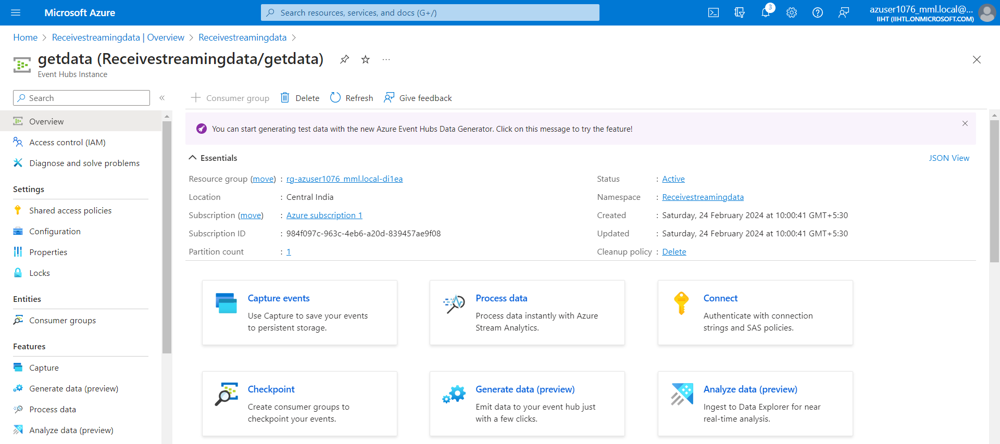 Microsoft Azure
Search resources, services, and docs (G+/)
3
azuser1076_mml.local@...
IIHT (IIHTL.ONMICROSOFT.COM)
Home > Receivestreamingdata | Overview > Receivestreamingdata >
getdata (Receivestreamingdata/getdata)
...
Event Hubs Instance
Search
«
Consumer group
Delete
Refresh
Give feedback
Overview
Access control (IAM)
Diagnose and solve problems
Settings
Shared access policies
Configuration
Properties
Locks
Entities
Consumer groups
Features
Capture
Generate data (preview)
Process data
Analyze data (preview)
You can start generating test data with the new Azure Event Hubs Data Generator. Click on this message to try the feature!
Essentials
JSON View
Resource group (move) : rg-azuser1076_mml.local-di1ea
Location : Central India
Subscription (move) : Azure subscription 1
Subscription ID : 984f097c-963c-4eb6-a20d-839457ae9f08
Partition count : 1
Status : Active
Namespace : Receivestreamingdata
Created : Saturday, 24 February 2024 at 10:00:41 GMT+5:30
Updated : Saturday, 24 February 2024 at 10:00:41 GMT+5:30
Cleanup policy : Delete
Capture events
Use Capture to save your events
to persistent storage.
Process data
Process data instantly with Azure
Stream Analytics.
Connect
Authenticate with connection
strings and SAS policies.
Checkpoint
Create consumer groups to
checkpoint your events.
Generate data (preview)
Emit data to your event hub just
with a few clicks.
Analyze data (preview)
Ingest to Data Explorer for near
real-time analysis.